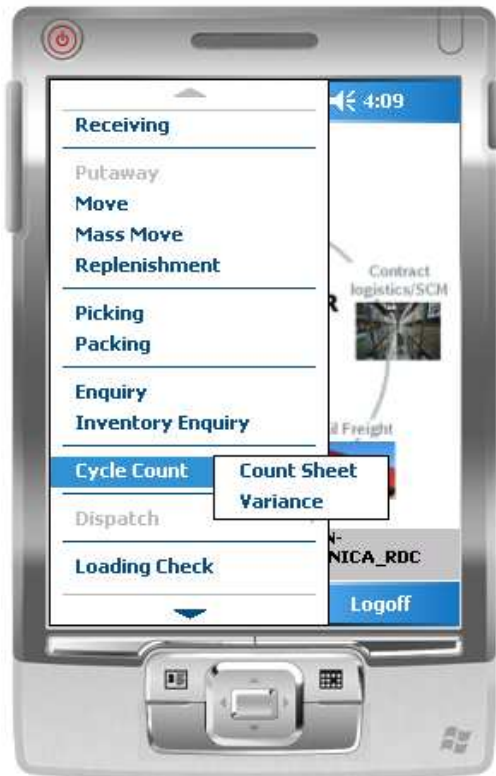 4:09
Receiving
Putaway
Move
Mass Move
Replenishment
Picking
Packing
Enquiry
Inventory Enquiry
Cycle Count
Count Sheet
Variance
Dispatch
Loading Check
Contract
logistics/SCM
R
il Freight
N-
NICA_RDC
Logoff